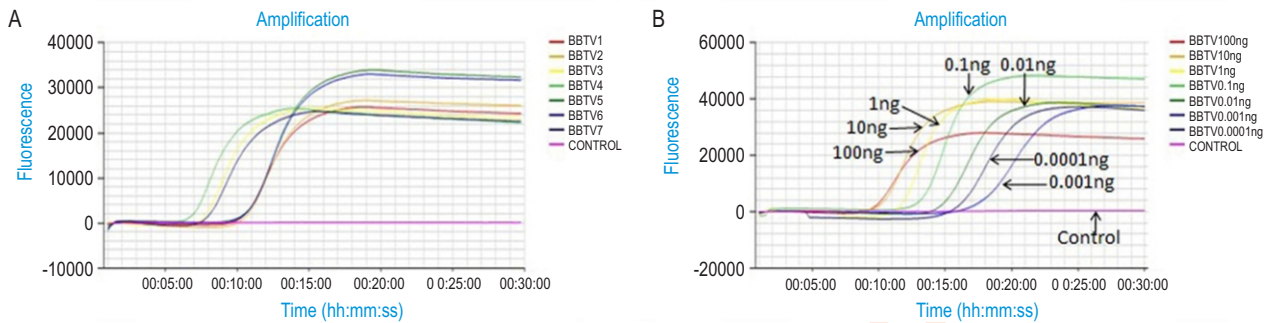 A
Amplification
Fluorescence
40000
30000
20000
10000
0
-10000
00:05:00 00:10:00 00:15:00 00:20:00 0 0:25:00 00:30:00
Time (hh:mm:ss)
BBTV1
BBTV2
BBTV3
BBTV4
BBTV5
BBTV6
BBTV7
CONTROL
B
Amplification
Fluorescence
60000
40000
20000
0
-20000
0.1ng 0.01ng
1ng
10ng
100ng
0.0001ng
0.001ng
Control
00:05:00 00:10:00 00:15:00 00:20:00 0 0:25:00 00:30:00
Time (hh:mm:ss)
BBTV100ng
BBTV10ng
BBTV1ng
BBTV0.1ng
BBTV0.01ng
BBTV0.001ng
BBTV0.0001ng
CONTROL